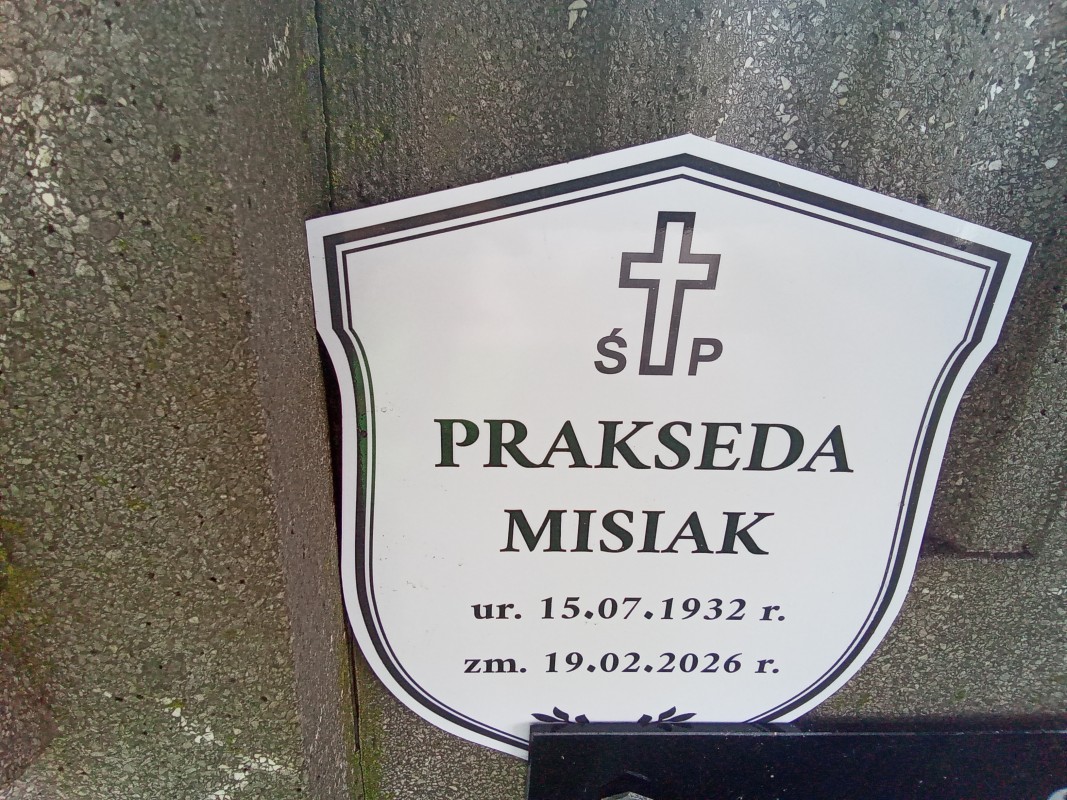 Ś P
PRAKSEDA
MISIAK
ur. 15.07.1932 r.
zm. 19.02.2026 r.